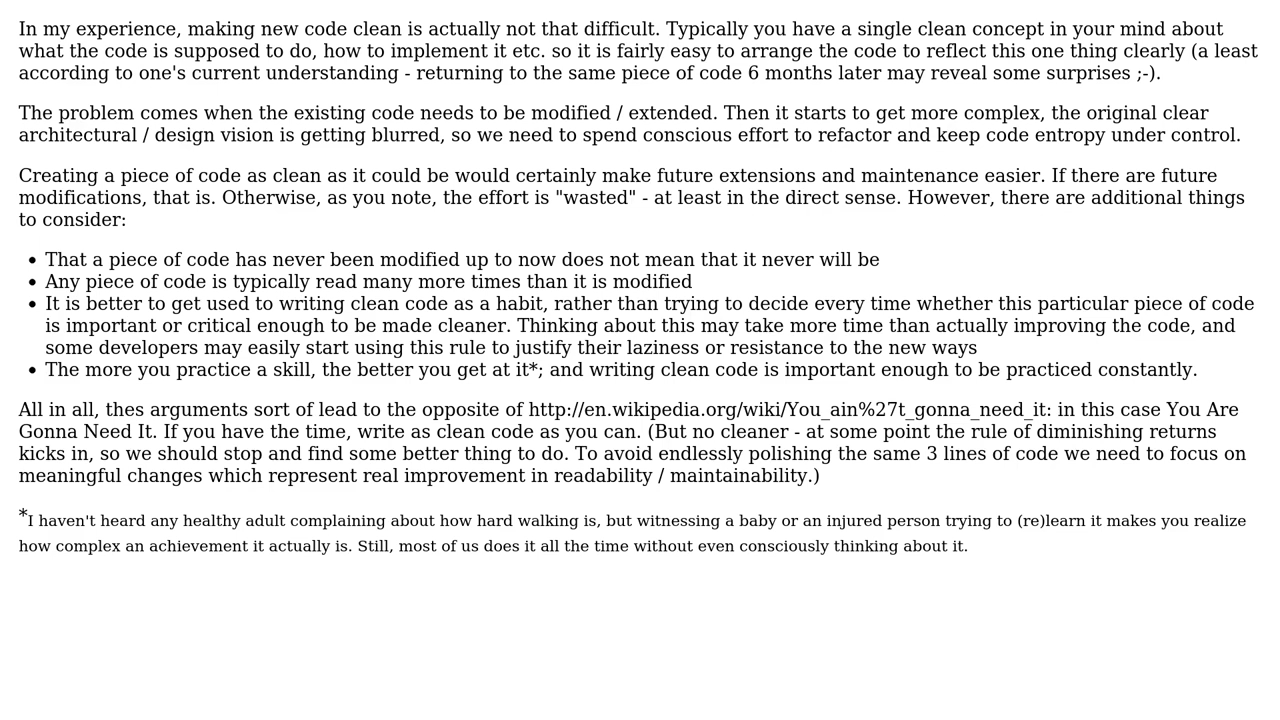 In my experience, making new code clean is actually not that difficult. Typically you have a single clean concept in your mind about
what the code is supposed to do, how to implement it etc. so it is fairly easy to arrange the code to reflect this one thing clearly (a least
according to one's current understanding - returning to the same piece of code 6 months later may reveal some surprises ;-).
The problem comes when the existing code needs to be modified / extended. Then it starts to get more complex, the original clear
architectural / design vision is getting blurred, so we need to spend conscious effort to refactor and keep code entropy under control.
Creating a piece of code as clean as it could be would certainly make future extensions and maintenance easier. If there are future
modifications, that is. Otherwise, as you note, the effort is "wasted" - at least in the direct sense. However, there are additional things
to consider:
• That a piece of code has never been modified up to now does not mean that it never will be
• Any piece of code is typically read many more times than it is modified
• It is better to get used to writing clean code as a habit, rather than trying to decide every time whether this particular piece of code
is important or critical enough to be made cleaner. Thinking about this may take more time than actually improving the code, and
some developers may easily start using this rule to justify their laziness or resistance to the new ways
• The more you practice a skill, the better you get at it*; and writing clean code is important enough to be practiced constantly.
All in all, thes arguments sort of lead to the opposite of http://en.wikipedia.org/wiki/You_ain%27t_gonna_need_it: in this case You Are
Gonna Need It. If you have the time, write as clean code as you can. (But no cleaner - at some point the rule of diminishing returns
kicks in, so we should stop and find some better thing to do. To avoid endlessly polishing the same 3 lines of code we need to focus on
meaningful changes which represent real improvement in readability / maintainability.)
*I haven't heard any healthy adult complaining about how hard walking is, but witnessing a baby or an injured person trying to (re)learn it makes you realize
how complex an achievement it actually is. Still, most of us does it all the time without even consciously thinking about it.